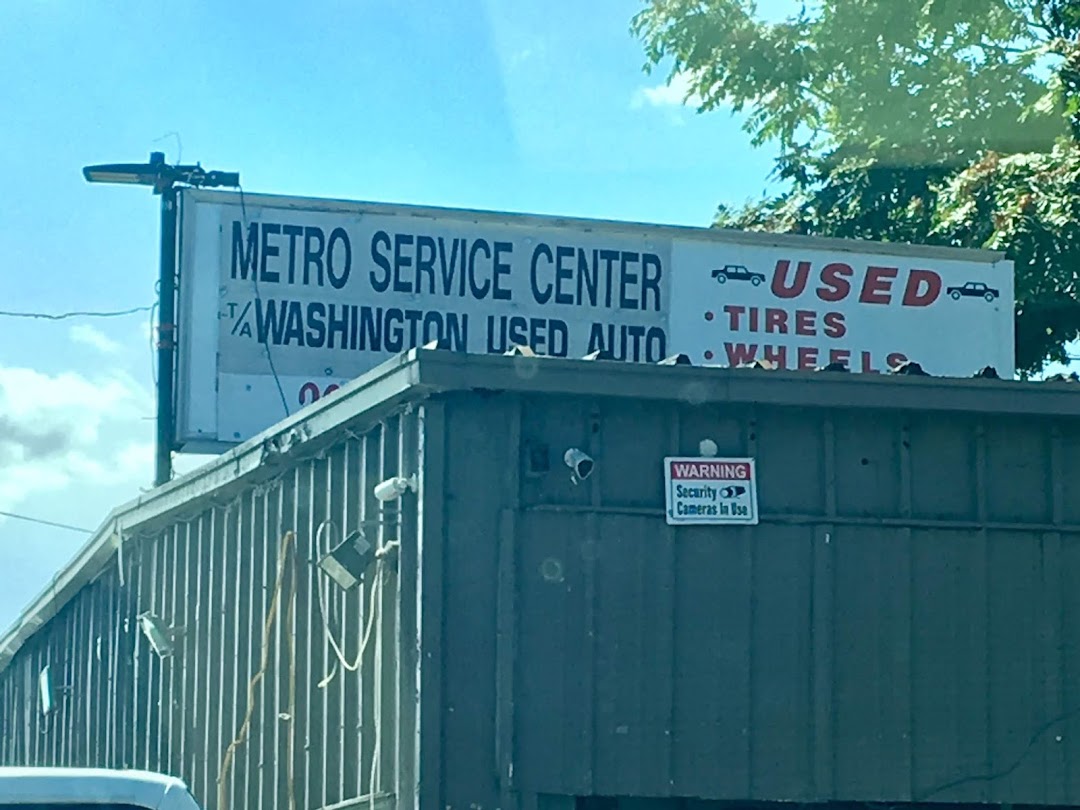 METRO SERVICE CENTER
T/A WASHINGTON USED AUTO
USED
• TIRES
• WHEELS
WARNING
Security
Cameras In Use